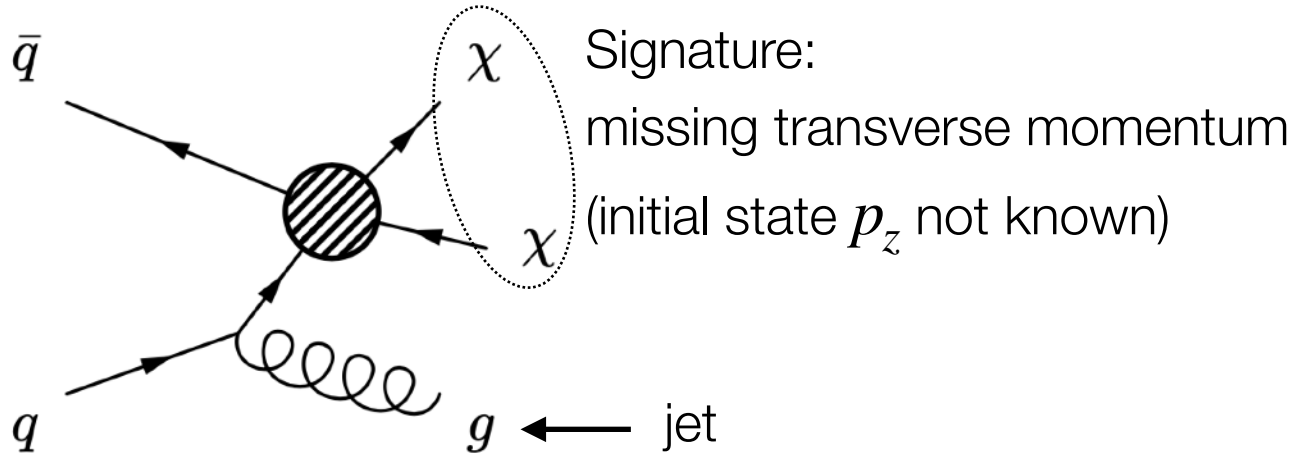 q̄
χ
Signature:
missing transverse momentum
(initial state p_z not known)
χ
q
g
jet